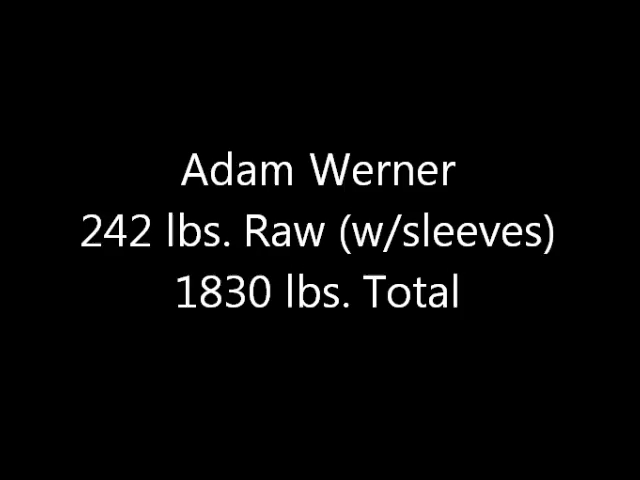 Adam Werner
242 lbs. Raw (w/sleeves)
1830 lbs. Total